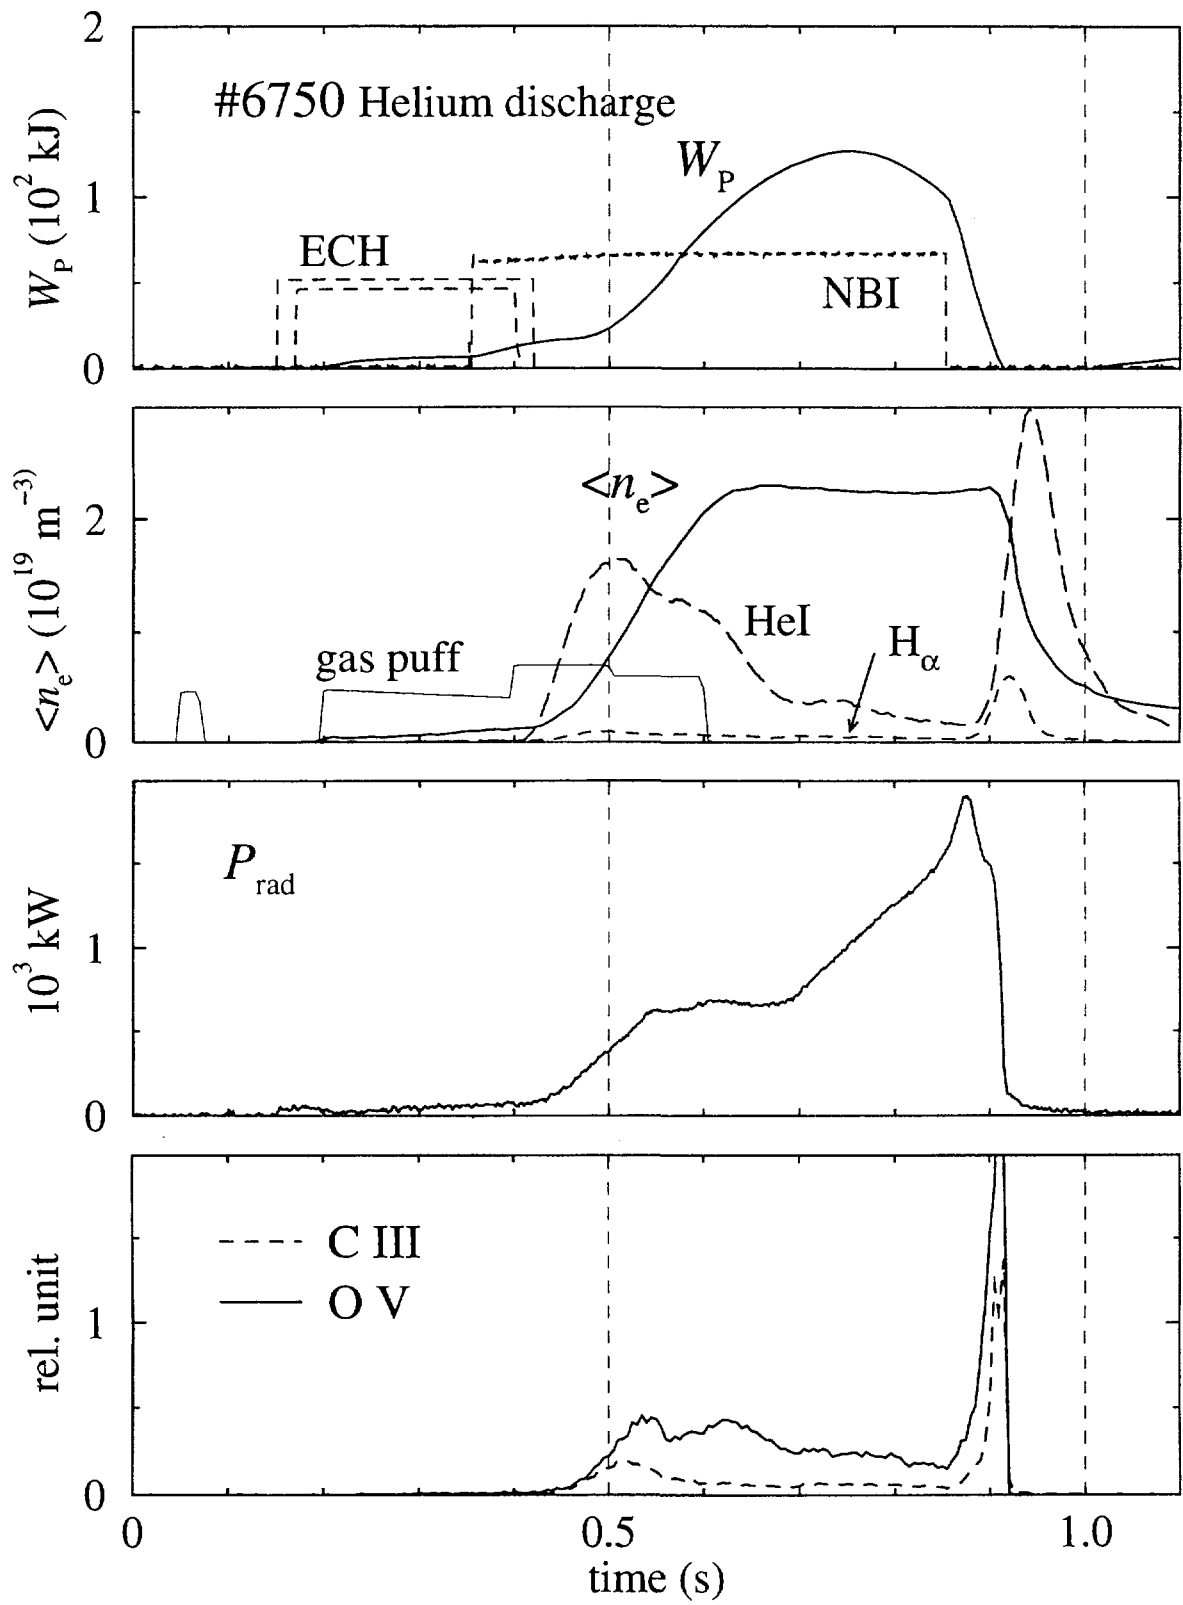 2
#6750 Helium discharge
W_P
W_P (10^2 kJ)
1
ECH
NBI
0
<n_e>
<n_e> (10^19 m^−3)
2
HeI
H_α
gas puff
0
P_rad
10^3 kW
1
0
C III
O V
rel. unit
1
0
0 0.5 1.0
time (s)